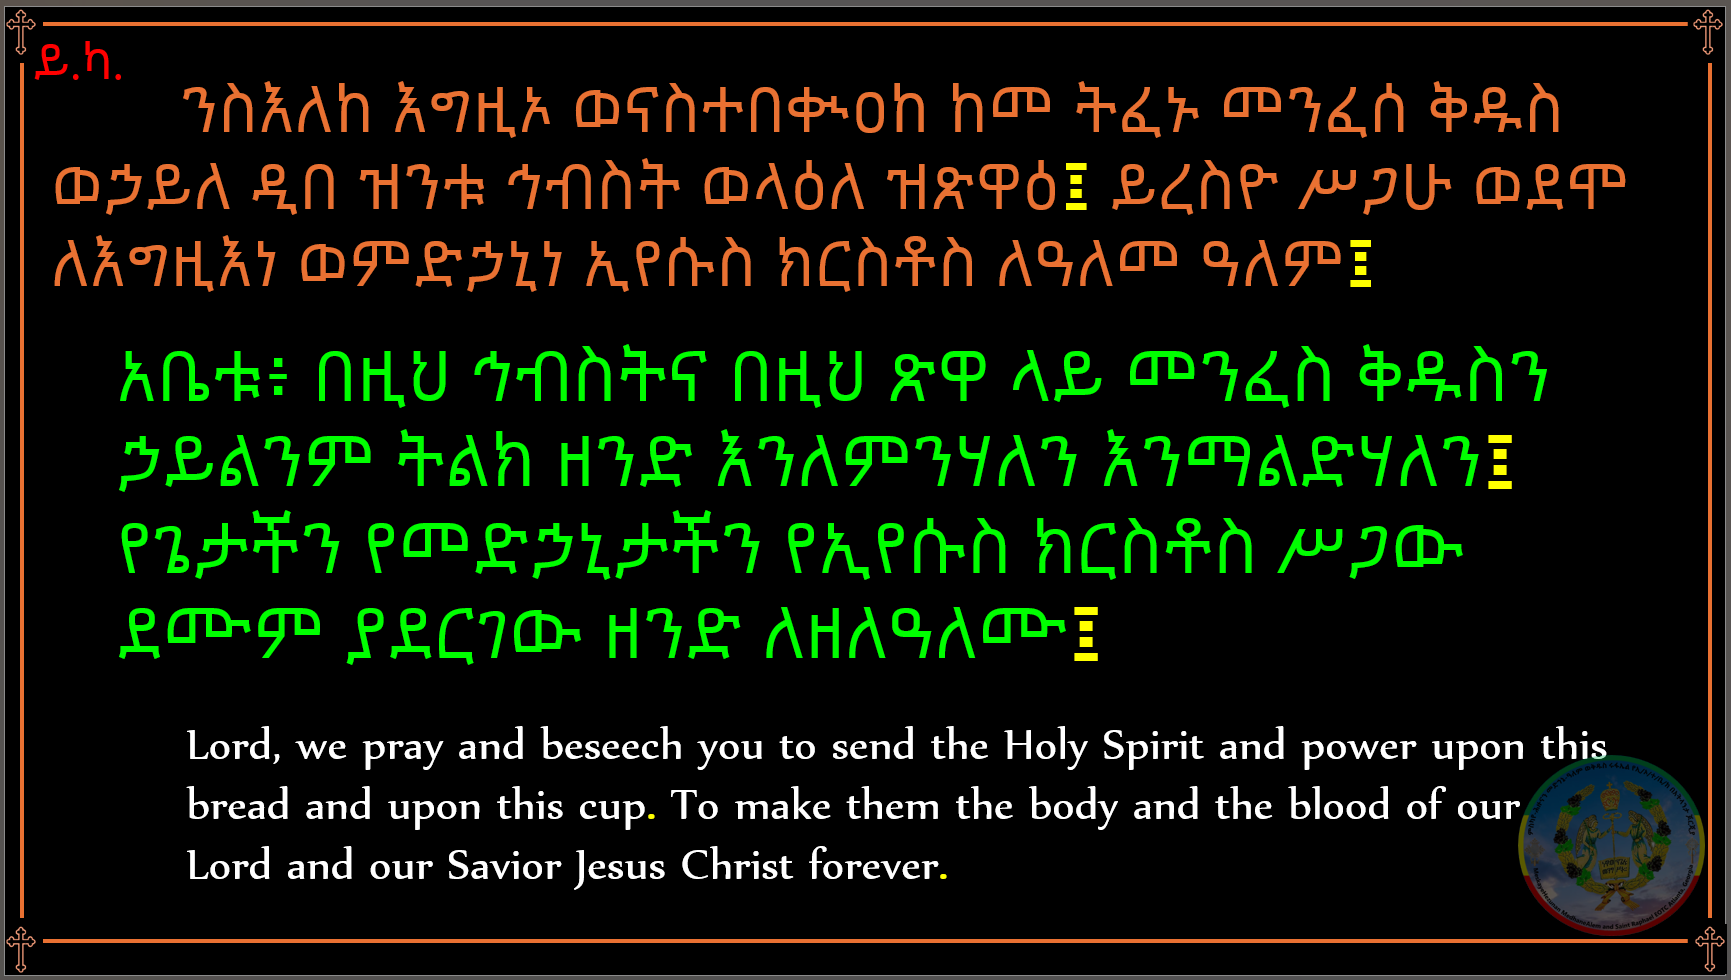 ይ.ካ.
ንስእለከ እግዚኦ ወናስተበቍዐከ ከመ ትፈኑ መንፈሰ ቅዱስ
ወኃይለ ዲበ ዝንቱ ኅብስት ወላዕለ ዝጽዋዕ፤ ይረስዮ ሥጋሁ ወደሞ
ለእግዚእነ ወምድኃኒነ ኢየሱስ ክርስቶስ ለዓለመ ዓለም፤
አቤቱ፥ በዚህ ኅብስትና በዚህ ጽዋ ላይ መንፈስ ቅዱስን
ኃይልንም ትልክ ዘንድ እንለምንሃለን እንማልድሃለን፤
የጌታችን የመድኃኒታችን የኢየሱስ ክርስቶስ ሥጋው
ደሙም ያደርገው ዘንድ ለዘለዓለሙ፤
Lord, we pray and beseech you to send the Holy Spirit and power upon this
bread and upon this cup. To make them the body and the blood of our
Lord and our Savior Jesus Christ forever.